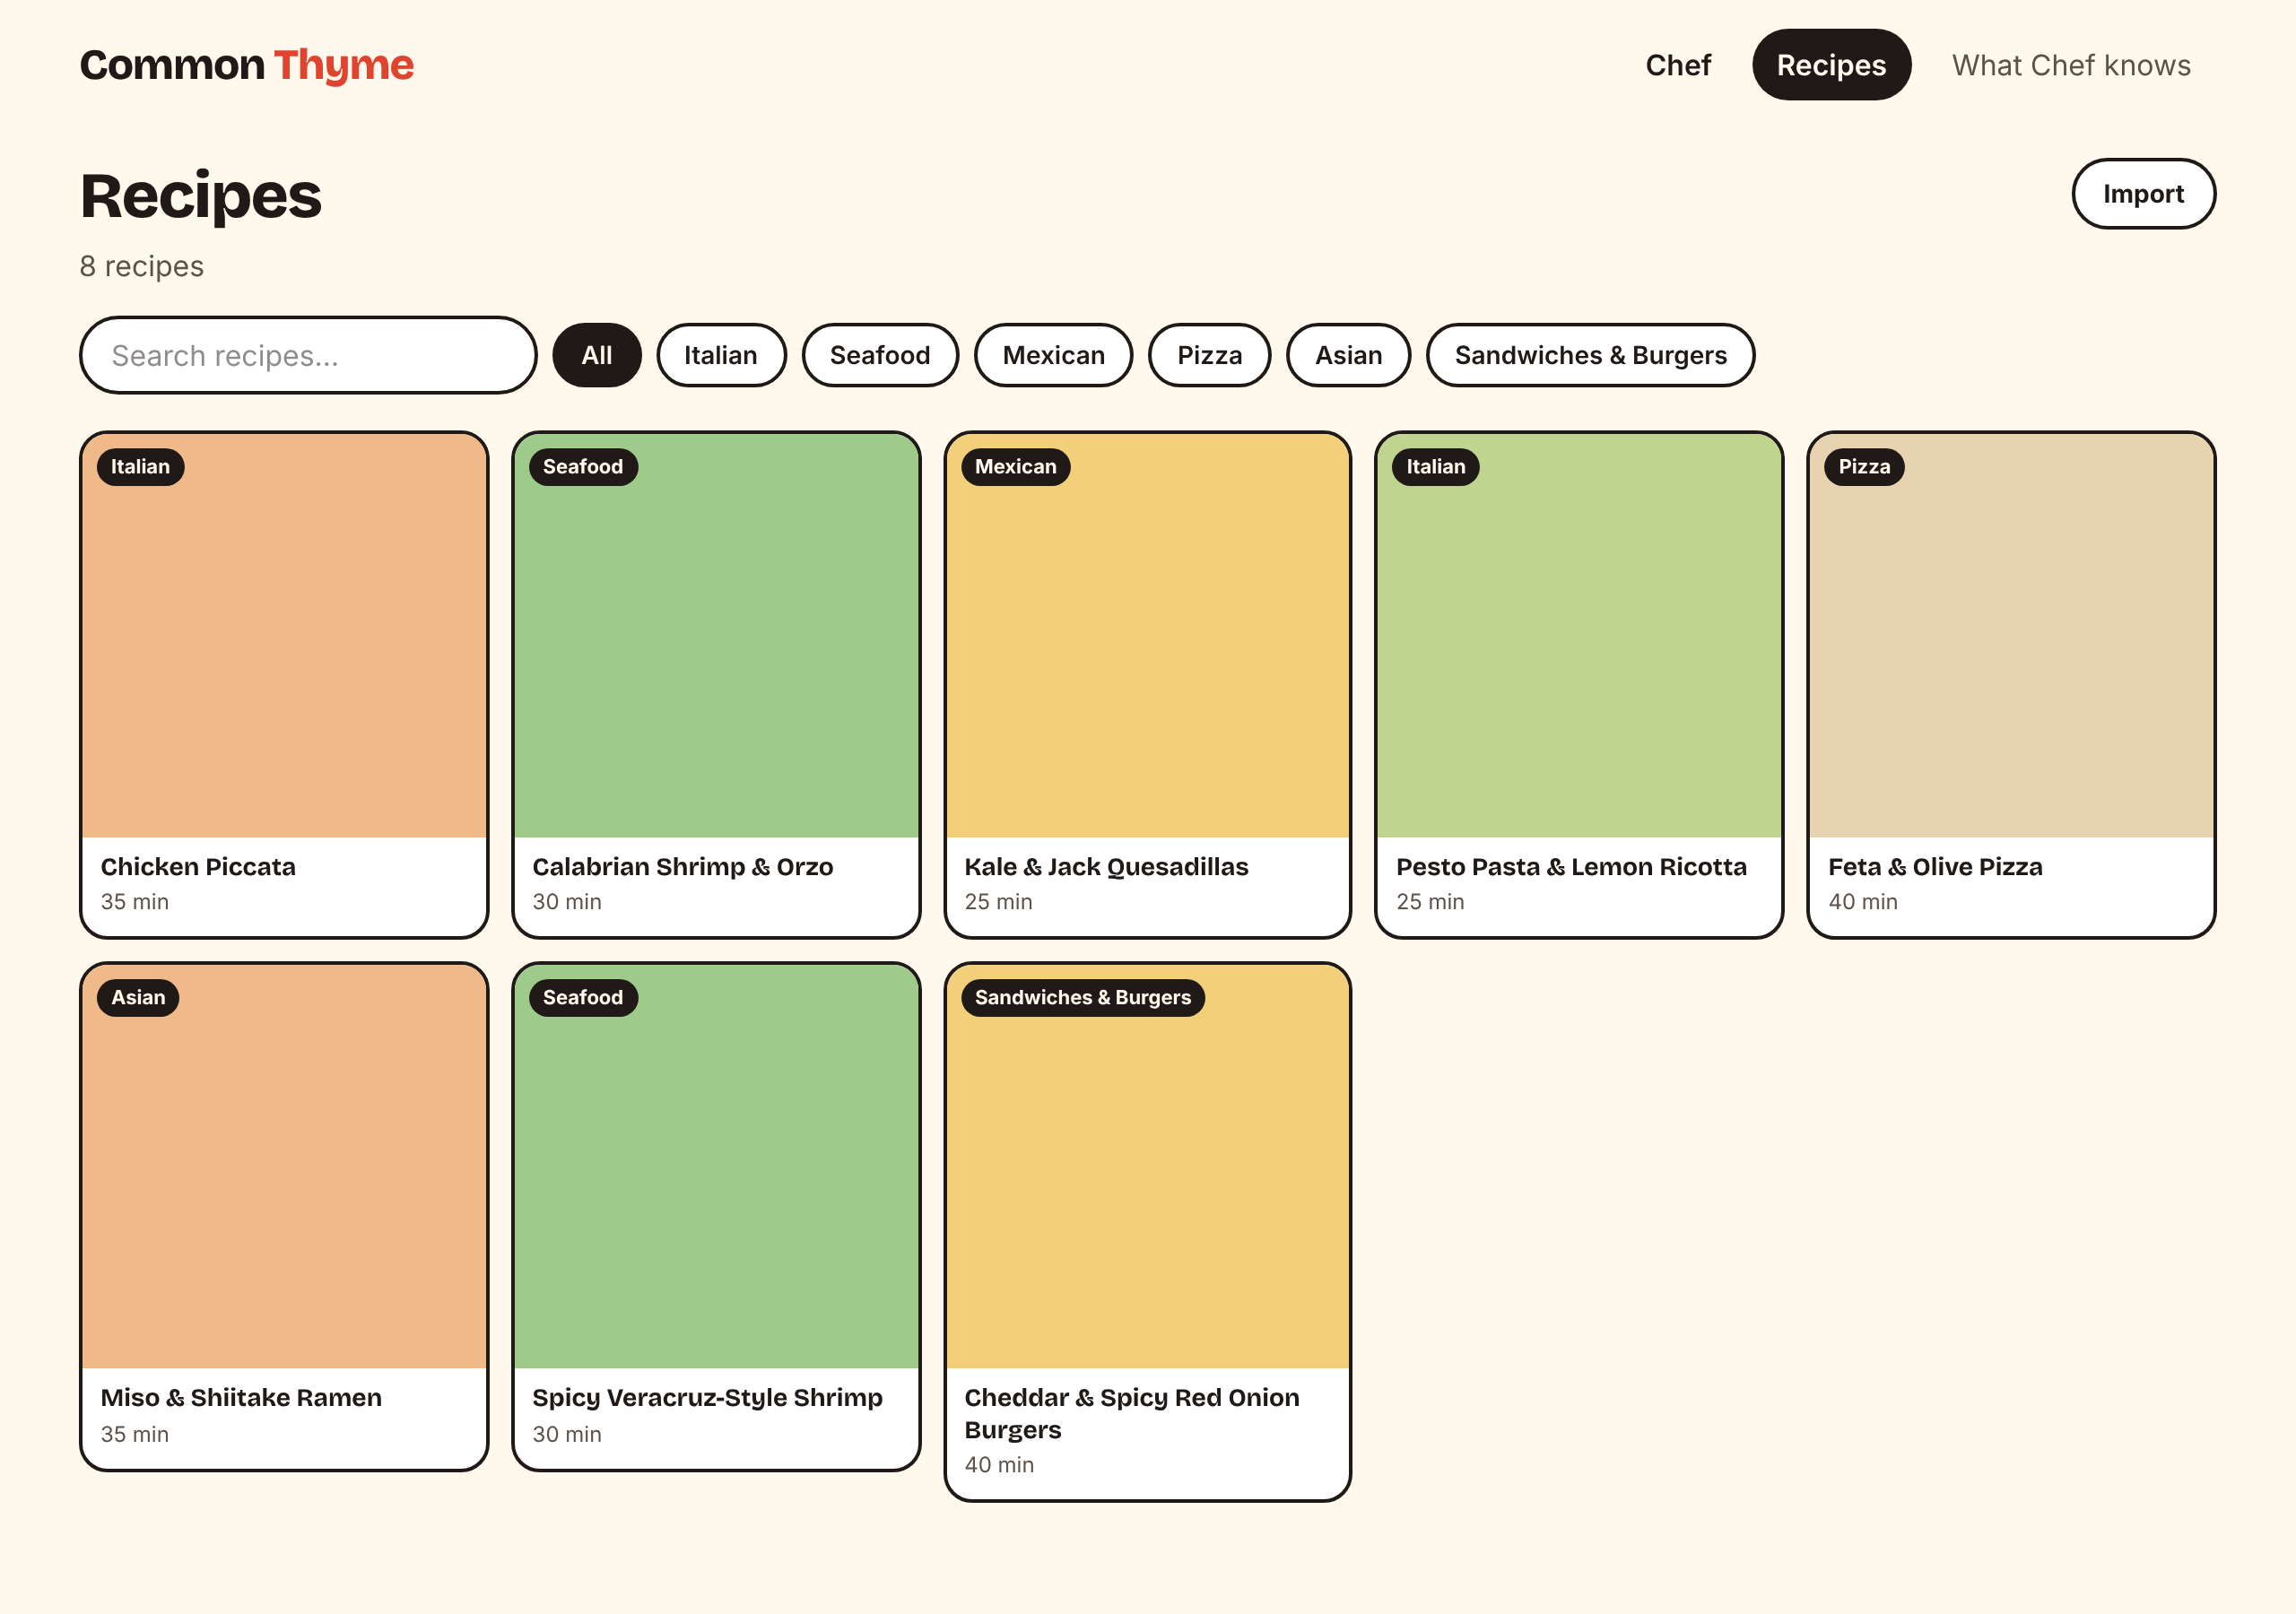 Common Thyme
Chef
Recipes
What Chef knows
Recipes
Import
8 recipes
Search recipes...
All
Italian
Seafood
Mexican
Pizza
Asian
Sandwiches & Burgers
Italian
Chicken Piccata
35 min
Seafood
Calabrian Shrimp & Orzo
30 min
Mexican
Kale & Jack Quesadillas
25 min
Italian
Pesto Pasta & Lemon Ricotta
25 min
Pizza
Feta & Olive Pizza
40 min
Asian
Miso & Shiitake Ramen
35 min
Seafood
Spicy Veracruz-Style Shrimp
30 min
Sandwiches & Burgers
Cheddar & Spicy Red Onion
Burgers
40 min